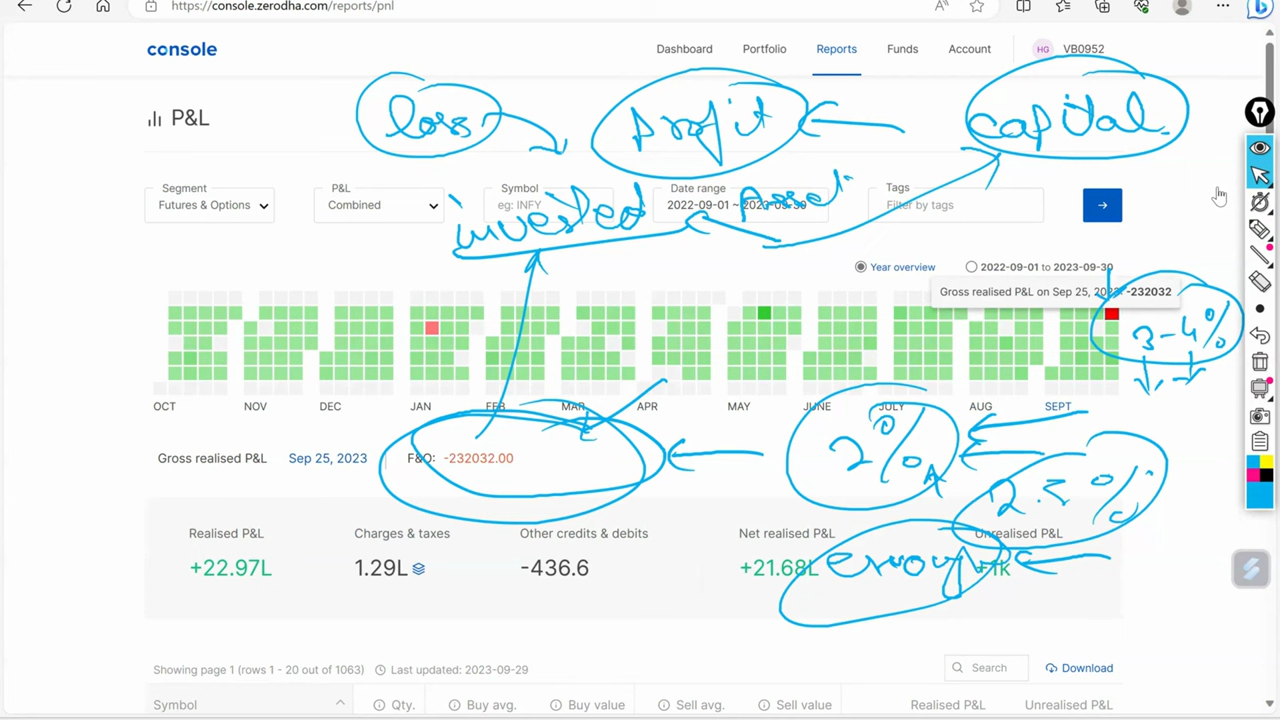 https://console.zerodha.com/reports/pnl
console
Dashboard Portfolio Reports Funds Account HG VB0952
P&L
loss Profit capital.
Segment P&L Symbol Date range Tags
Futures & Options Combined eg: INFY 2022-09-01 ~ 2023-09-30 Filter by tags
invested Asset
Year overview 2022-09-01 to 2023-09-30
Gross realised P&L on Sep 25, 2023: -232032
3-4%
OCT NOV DEC JAN FEB MAR APR MAY JUNE JULY AUG SEPT
Gross realised P&L Sep 25, 2023 F&O: -232032.00
2%
2.5%
Realised P&L Charges & taxes Other credits & debits Net realised P&L Unrealised P&L
+22.97L 1.29L -436.6 +21.68L +1k
Showing page 1 (rows 1 - 20 out of 1063) Last updated: 2023-09-29 Search Download
Symbol Qty. Buy avg. Buy value Sell avg. Sell value Realised P&L Unrealised P&L